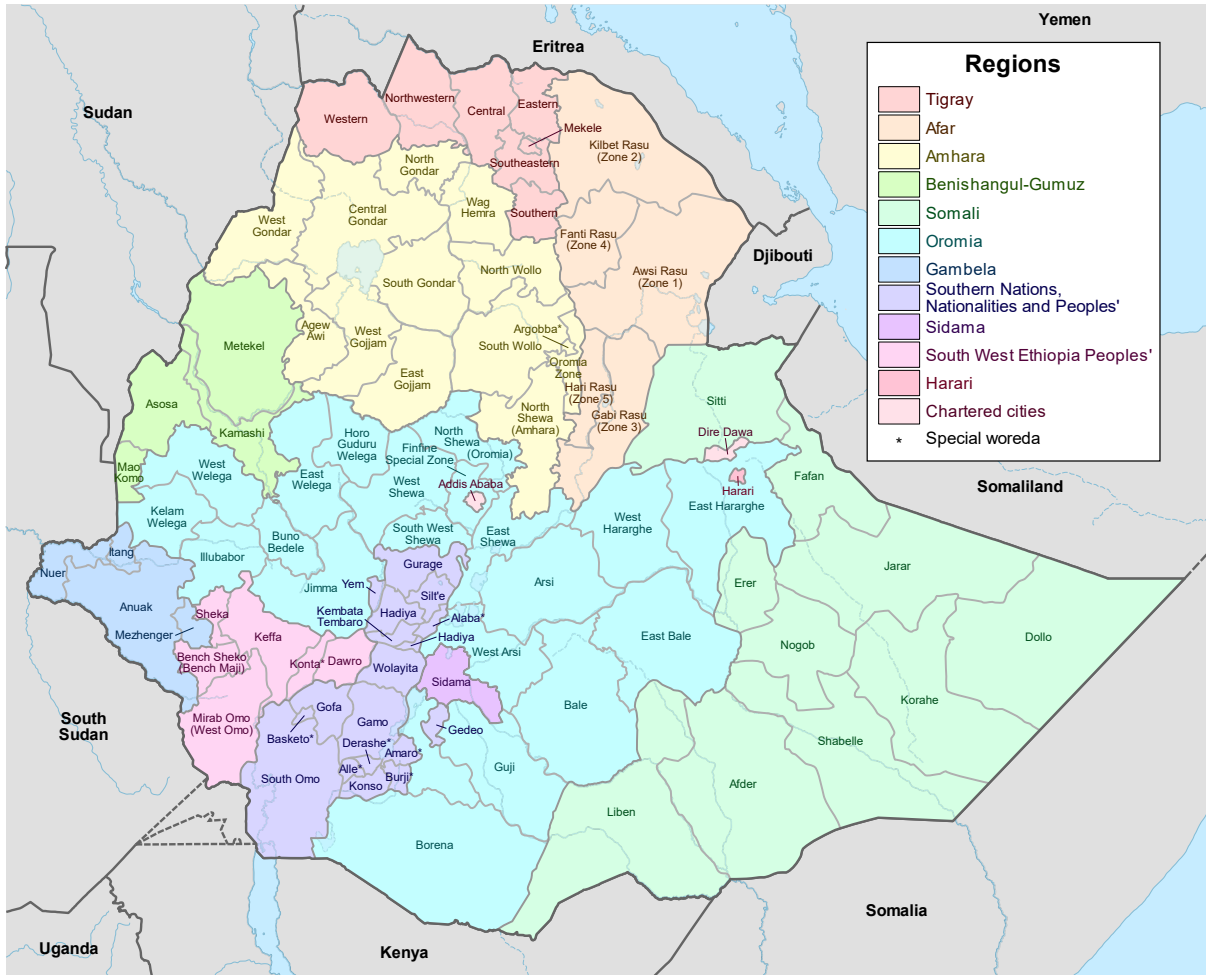 Yemen
Eritrea
Sudan
Regions
Tigray
Afar
Amhara
Benishangul-Gumuz
Somali
Oromia
Gambela
Southern Nations,
Nationalities and Peoples'
Sidama
South West Ethiopia Peoples'
Harari
Chartered cities
* Special woreda
Northwestern
Central
Eastern
Western
Mekele
Kilbet Rasu
(Zone 2)
North
Gondar
Southeastern
Wag
Hemra
Southern
Central
Gondar
West
Gondar
Fanti Rasu
(Zone 4)
Djibouti
North Wollo
Awsi Rasu
(Zone 1)
South Gondar
Agew
Awi
West
Gojjam
Argobba*
South Wollo
Metekel
Oromia
Zone
East
Gojjam
Hari Rasu
(Zone 5)
Sitti
Asosa
North
Shewa
(Amhara)
Gabi Rasu
(Zone 3)
Kamashi
Horo
Guduru
Welega
North
Shewa
(Oromia)
Dire Dawa
Finfine
Special Zone
Mao
Komo
West
Welega
East
Welega
West
Shewa
Addis Ababa
Harari
East Hararghe
Fafan
Somaliland
Kelam
Welega
West
Hararghe
South West
Shewa
East
Shewa
Buno
Bedele
Itang
Illubabor
Nuer
Gurage
Jarar
Jimma
Yem
Silt'e
Arsi
Erer
Anuak
Sheka
Kembata
Tembaro
Hadiya
Alaba*
Mezhenger
Keffa
Hadiya
East Bale
Dollo
West Arsi
Nogob
Bench Sheko
(Bench Maji)
Konta*
Dawro
Wolayita
Sidama
Korahe
South
Sudan
Mirab Omo
(West Omo)
Gofa
Gamo
Bale
Basketo*
Gedeo
Derashe*
Amaro*
Shabelle
Alle*
Burji*
Guji
South Omo
Konso
Afder
Liben
Borena
Somalia
Uganda
Kenya